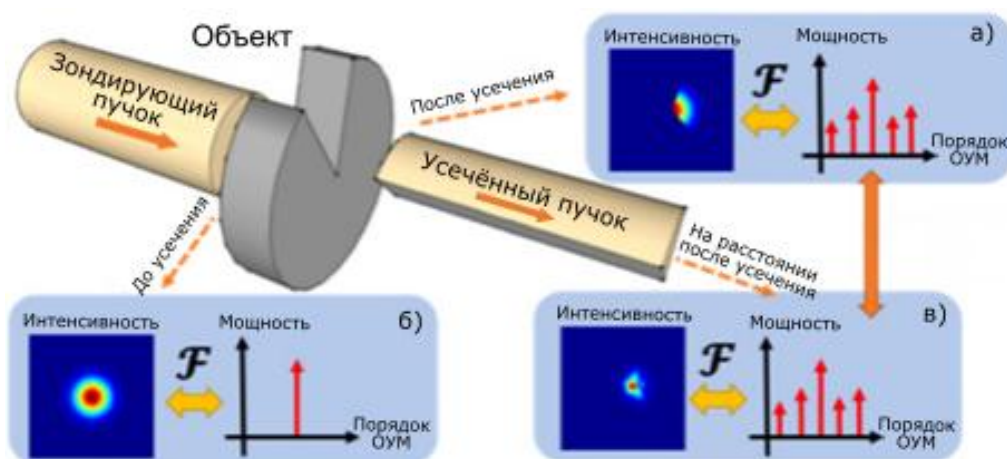 Объект
Зондирующий
пучок
После усечения
Усечённый пучок
До усечения
На расстоянии
после усечения
а)
Интенсивность
Мощность
ℱ
Порядок
ОУМ
б)
Интенсивность
Мощность
ℱ
Порядок
ОУМ
в)
Интенсивность
Мощность
ℱ
Порядок
ОУМ